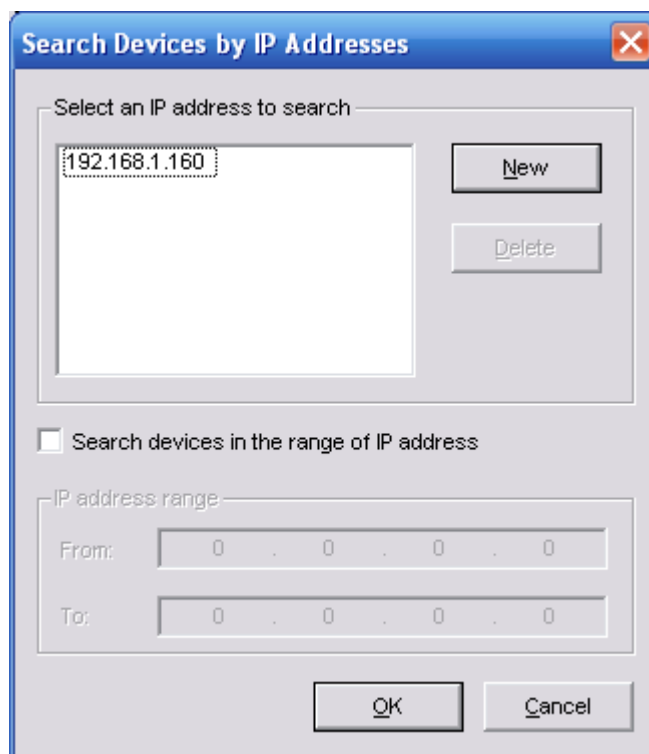 Search Devices by IP Addresses
Select an IP address to search
192.168.1.160
New
Delete
Search devices in the range of IP address
IP address range
From: 0 . 0 . 0 . 0
To: 0 . 0 . 0 . 0
OK Cancel